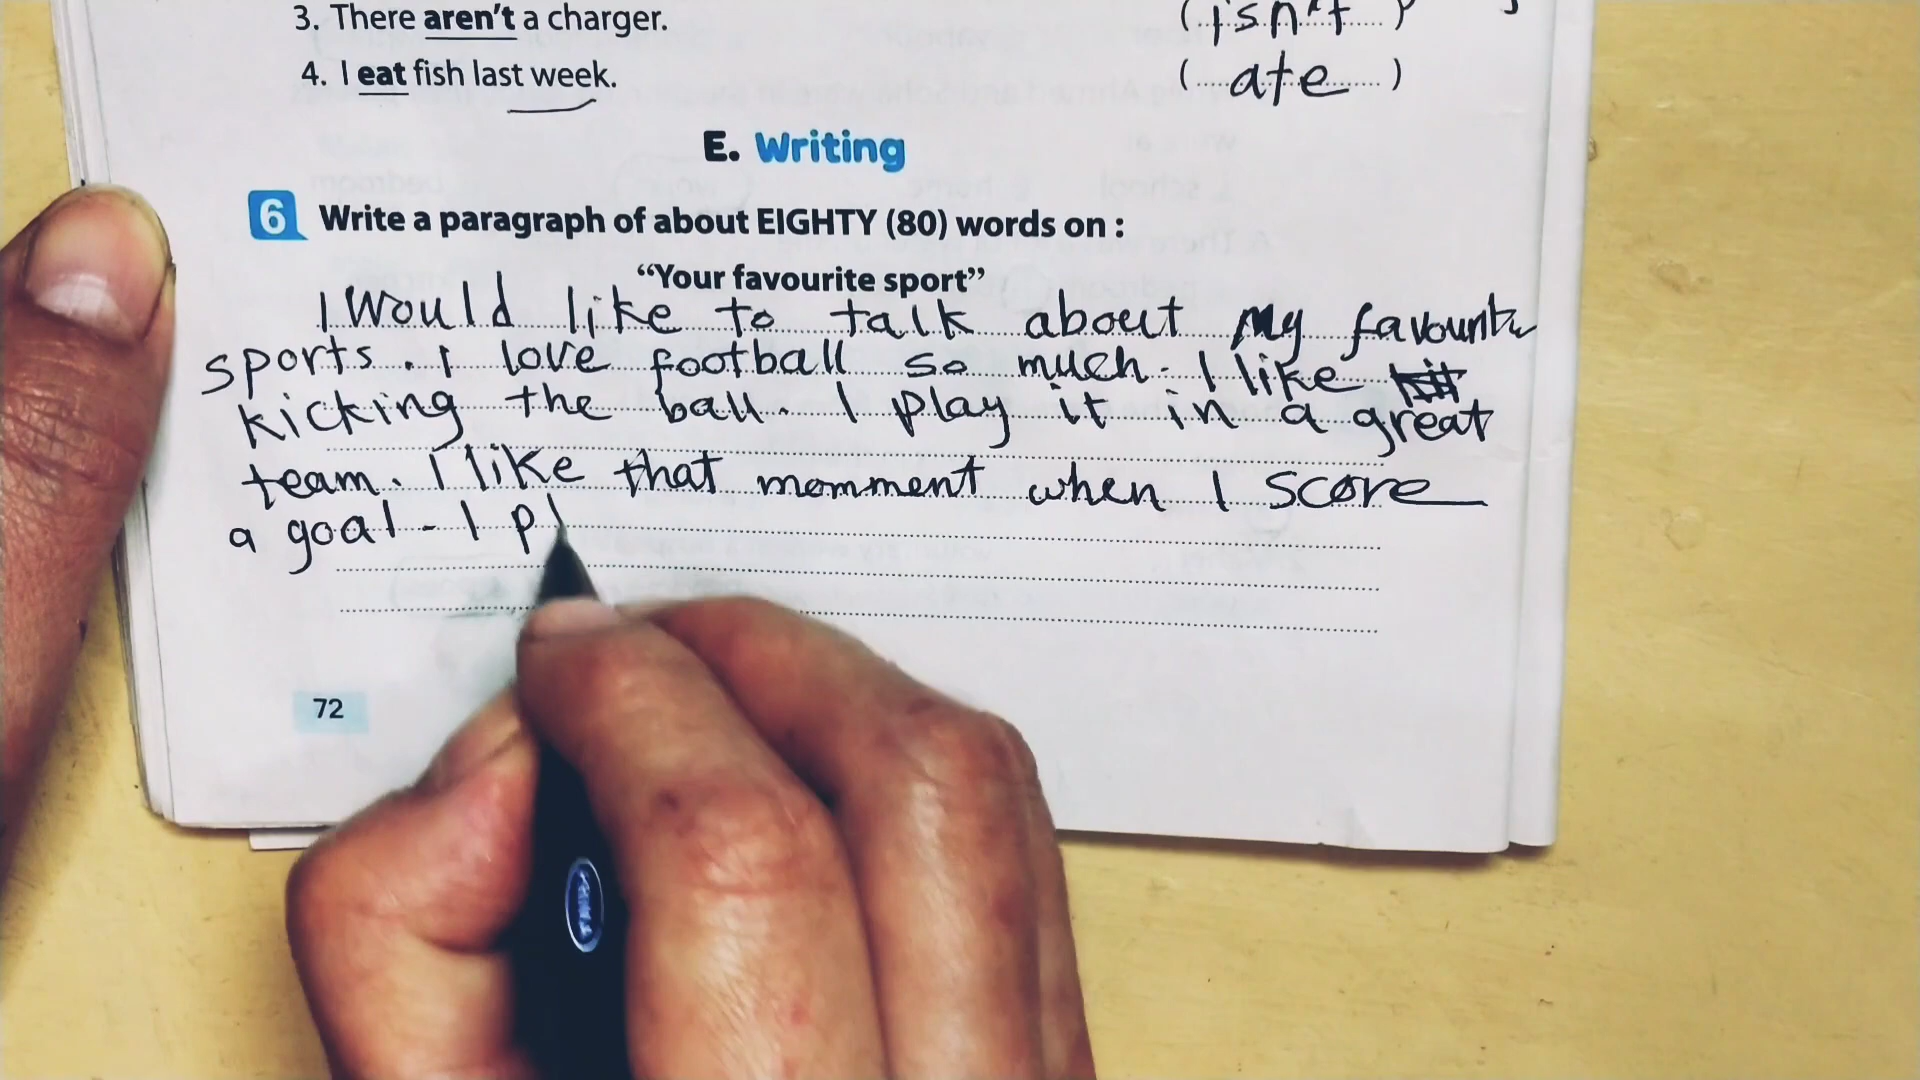 3. There aren't a charger. (isn't)
4. I eat fish last week. (ate)
E. Writing
6 Write a paragraph of about EIGHTY (80) words on :
“Your favourite sport”
I would like to talk about my favourite
sports. I love football so much. I like
kicking the ball. I play it in a great
team. I like that momment when I score
a goal - I pl
72